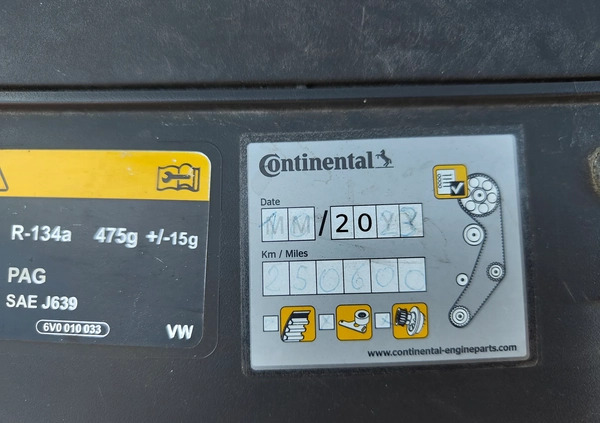 R-134a 475g +/-15g
PAG
SAE J639
6V0 010 033
VW
Continental
Date
/20
Km / Miles
250600
www.continental-engineparts.com